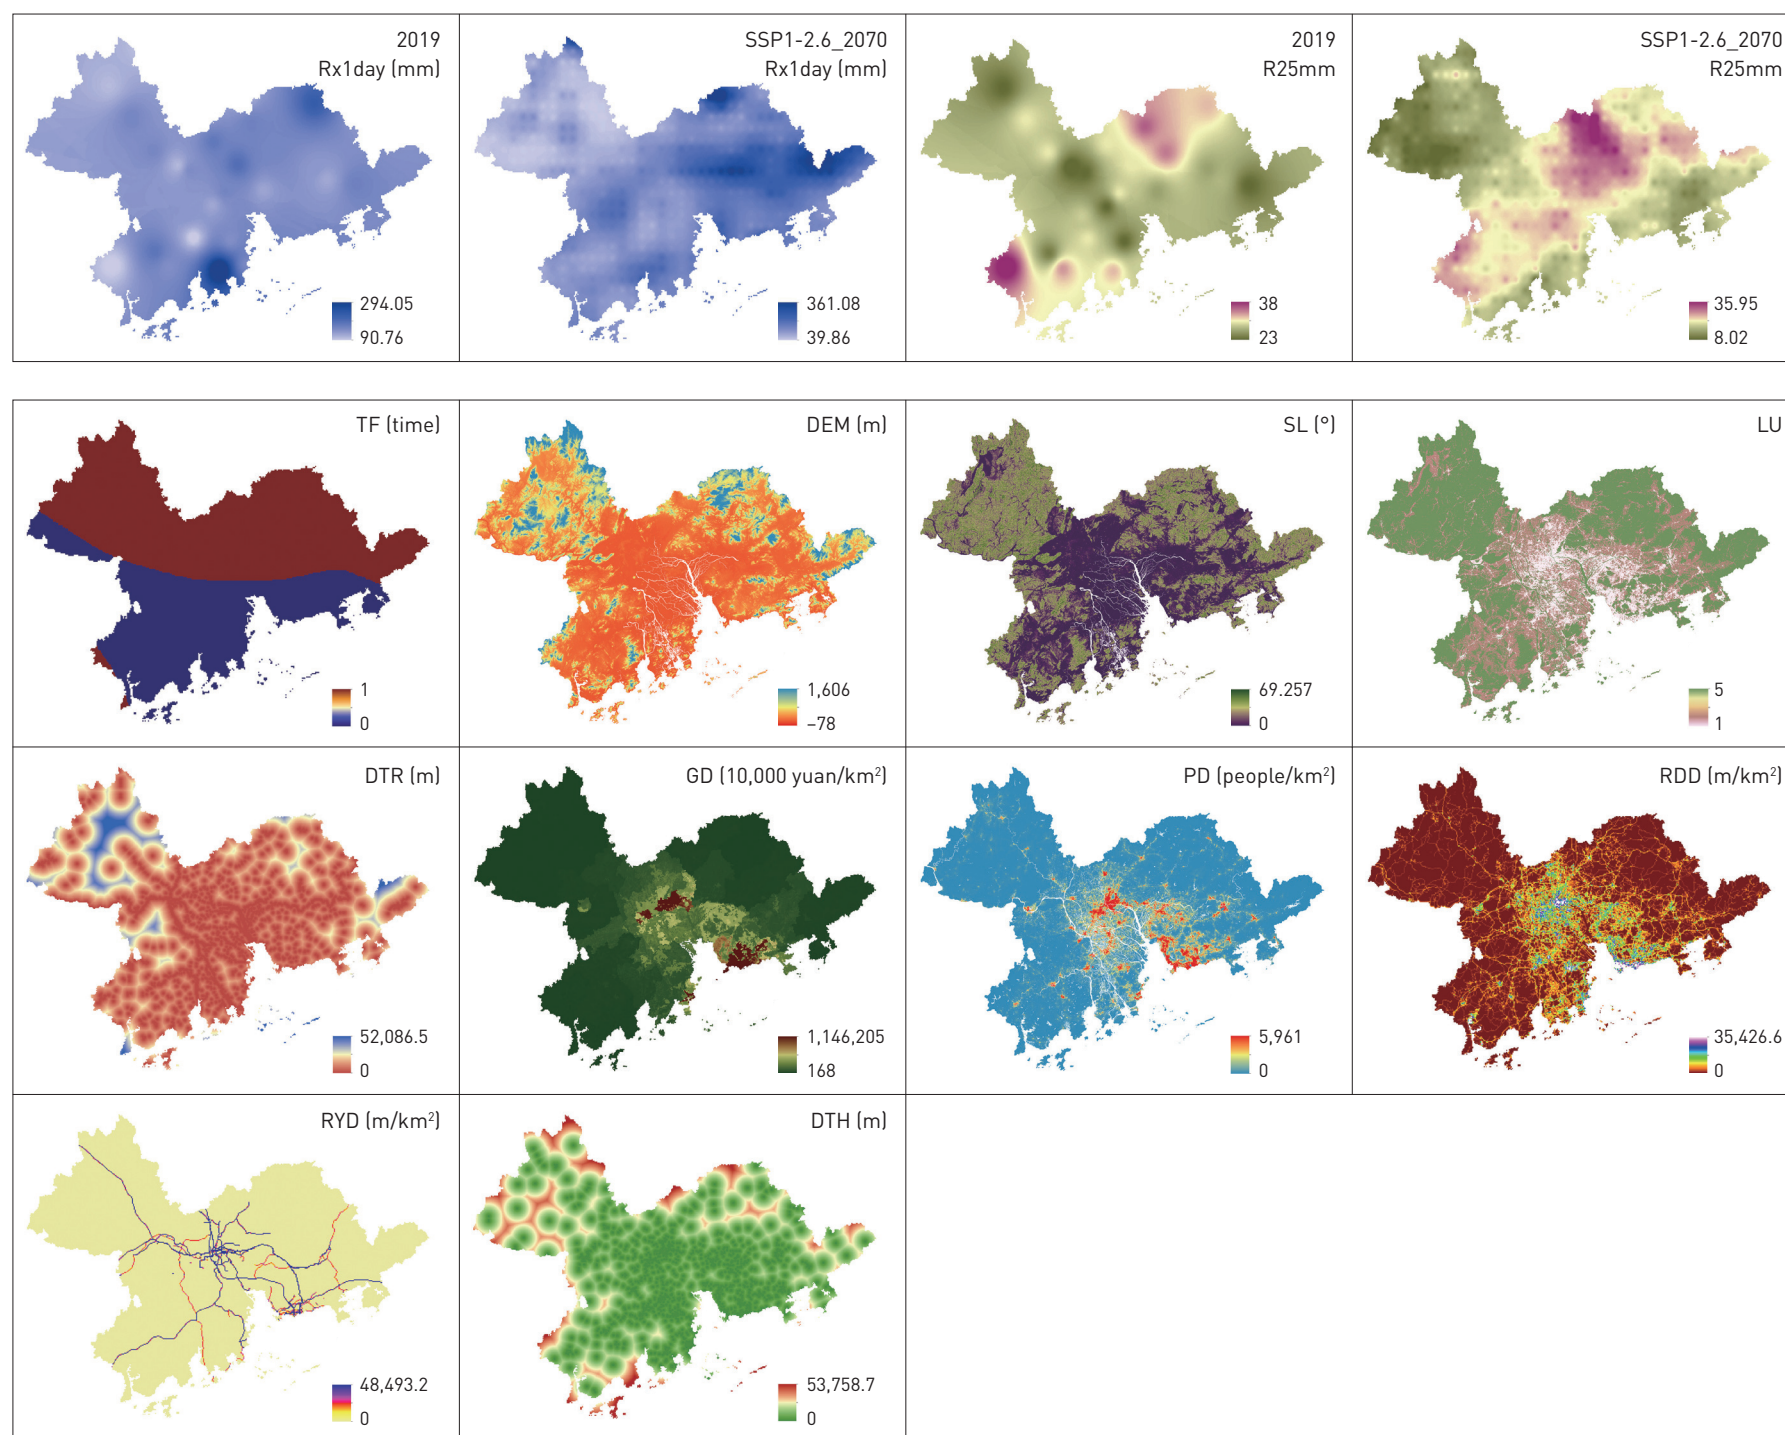 2019
Rx1day (mm)
294.05
90.76
SSP1-2.6_2070
Rx1day (mm)
361.08
39.86
2019
R25mm
38
23
SSP1-2.6_2070
R25mm
35.95
8.02
TF (time)
1
0
DEM (m)
1,606
–78
SL (°)
69.257
0
LU
5
1
DTR (m)
52,086.5
0
GD (10,000 yuan/km²)
1,146,205
168
PD (people/km²)
5,961
0
RDD (m/km²)
35,426.6
0
RYD (m/km²)
48,493.2
0
DTH (m)
53,758.7
0